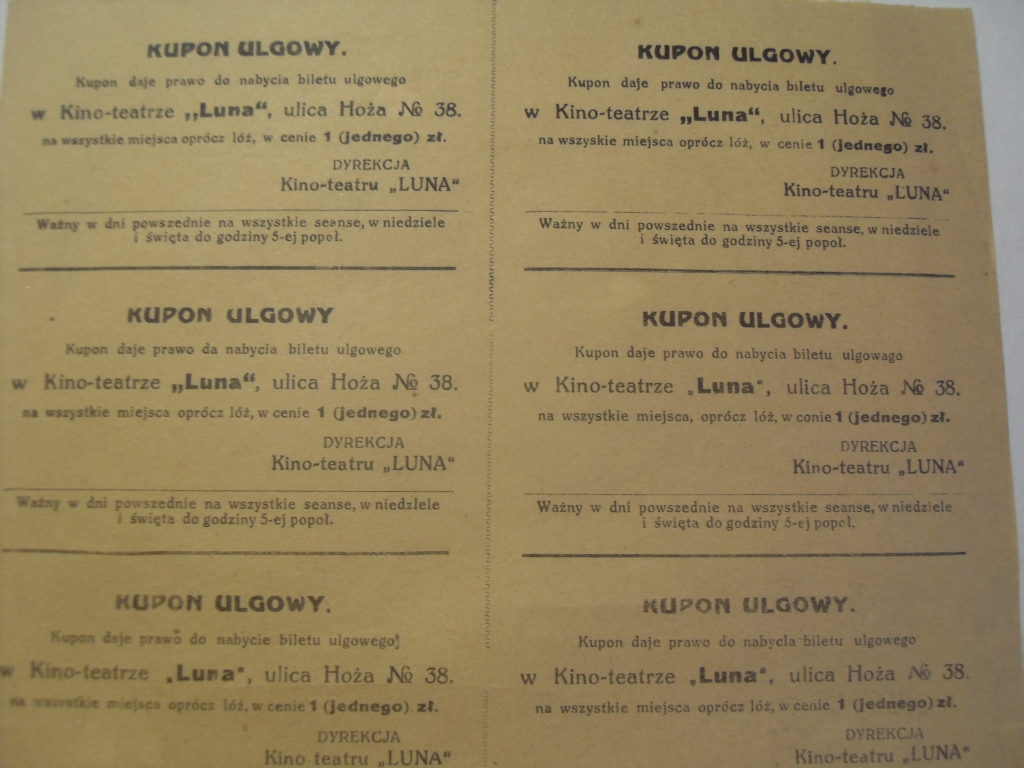 KUPON ULGOWY.
Kupon daje prawo do nabycia biletu ulgowego
w Kino-teatrze „Luna“, ulica Hoża № 38.
na wszystkie miejsca oprócz lóż, w cenie 1 (jednego) zł.
DYREKCJA
Kino-teatru „LUNA“
Ważny w dni powszednie na wszystkie seanse, w niedziele
i święta do godziny 5-ej popoł.
KUPON ULGOWY
Kupon daje prawo da nabycia biletu ulgowego
w Kino-teatrze „Luna“, ulica Hoża № 38.
na wszystkie miejsca oprócz lóż, w cenie 1 (jednego) zł.
DYREKCJA
Kino-teatru „LUNA“
Ważny w dni powszednie na wszystkie seanse, w niedziele
i święta do godziny 5-ej popoł.
KUPON ULGOWY.
Kupon daje prawo do nabycie biletu ulgowego
w Kino-teatrze „Luna“, ulica Hoża № 38.
na wszystkie miejsca oprócz lóż, w cenie 1 (jednego) zł.
DYREKCJA
Kino teatru „LUNA“
KUPON ULGOWY.
Kupon daje prawo do nabycia biletu ulgowego
w Kino-teatrze „Luna“, ulica Hoża № 38.
na wszyskie miejsca oprócz lóż, w cenie 1 (jednego) zł.
DYREKCJA
Kino-teatru „LUNA“
Ważny w dni powszednie na wszystkie seanse, w niedziele
i święta do godziny 5-ej popoł.
KUPON ULGOWY.
Kupon daje prawo do nabycia biletu ulgowago
w Kino-teatrze „Luna“, ulica Hoża № 38.
na wszystkie miejsca, oprócz lóż, w conie 1 (jednego) zł.
DYREKCJA
Kino-teatru „LUNA“
Ważny w dni powszednie na wszystkie seanse, w niedziele
i święta do godziny 5-ej popoł.
KUPON ULGOWY.
Kupon daje prawo do nabycla biletu ulgowego
w Kino-teatrze „Luna“, ulica Hoża № 38.
na wszystkie miejsca oprócz lóż, w cenie 1 (jednego) zł.
DYREKCJA
Kino-teatru „LUNA“